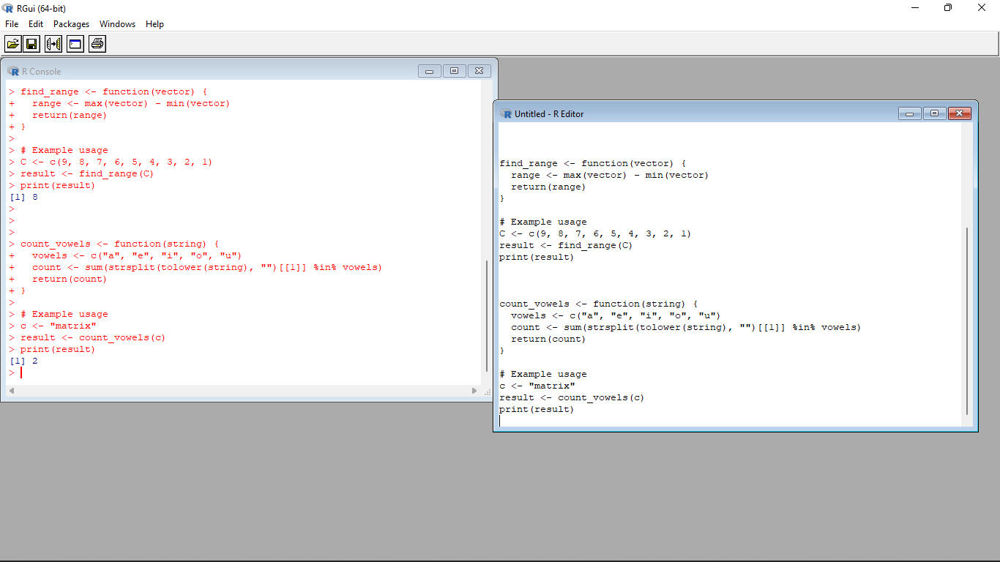 RGui (64-bit)
File Edit Packages Windows Help
R Console
> find_range <- function(vector) {
+   range <- max(vector) - min(vector)
+   return(range)
+ }
>
> # Example usage
> C <- c(9, 8, 7, 6, 5, 4, 3, 2, 1)
> result <- find_range(C)
> print(result)
[1] 8
>
>
>
> count_vowels <- function(string) {
+   vowels <- c("a", "e", "i", "o", "u")
+   count <- sum(strsplit(tolower(string), "")[[1]] %in% vowels)
+   return(count)
+ }
>
> # Example usage
> c <- "matrix"
> result <- count_vowels(c)
> print(result)
[1] 2
>
Untitled - R Editor
find_range <- function(vector) {
  range <- max(vector) - min(vector)
  return(range)
}
# Example usage
C <- c(9, 8, 7, 6, 5, 4, 3, 2, 1)
result <- find_range(C)
print(result)
count_vowels <- function(string) {
  vowels <- c("a", "e", "i", "o", "u")
  count <- sum(strsplit(tolower(string), "")[[1]] %in% vowels)
  return(count)
}
# Example usage
c <- "matrix"
result <- count_vowels(c)
print(result)